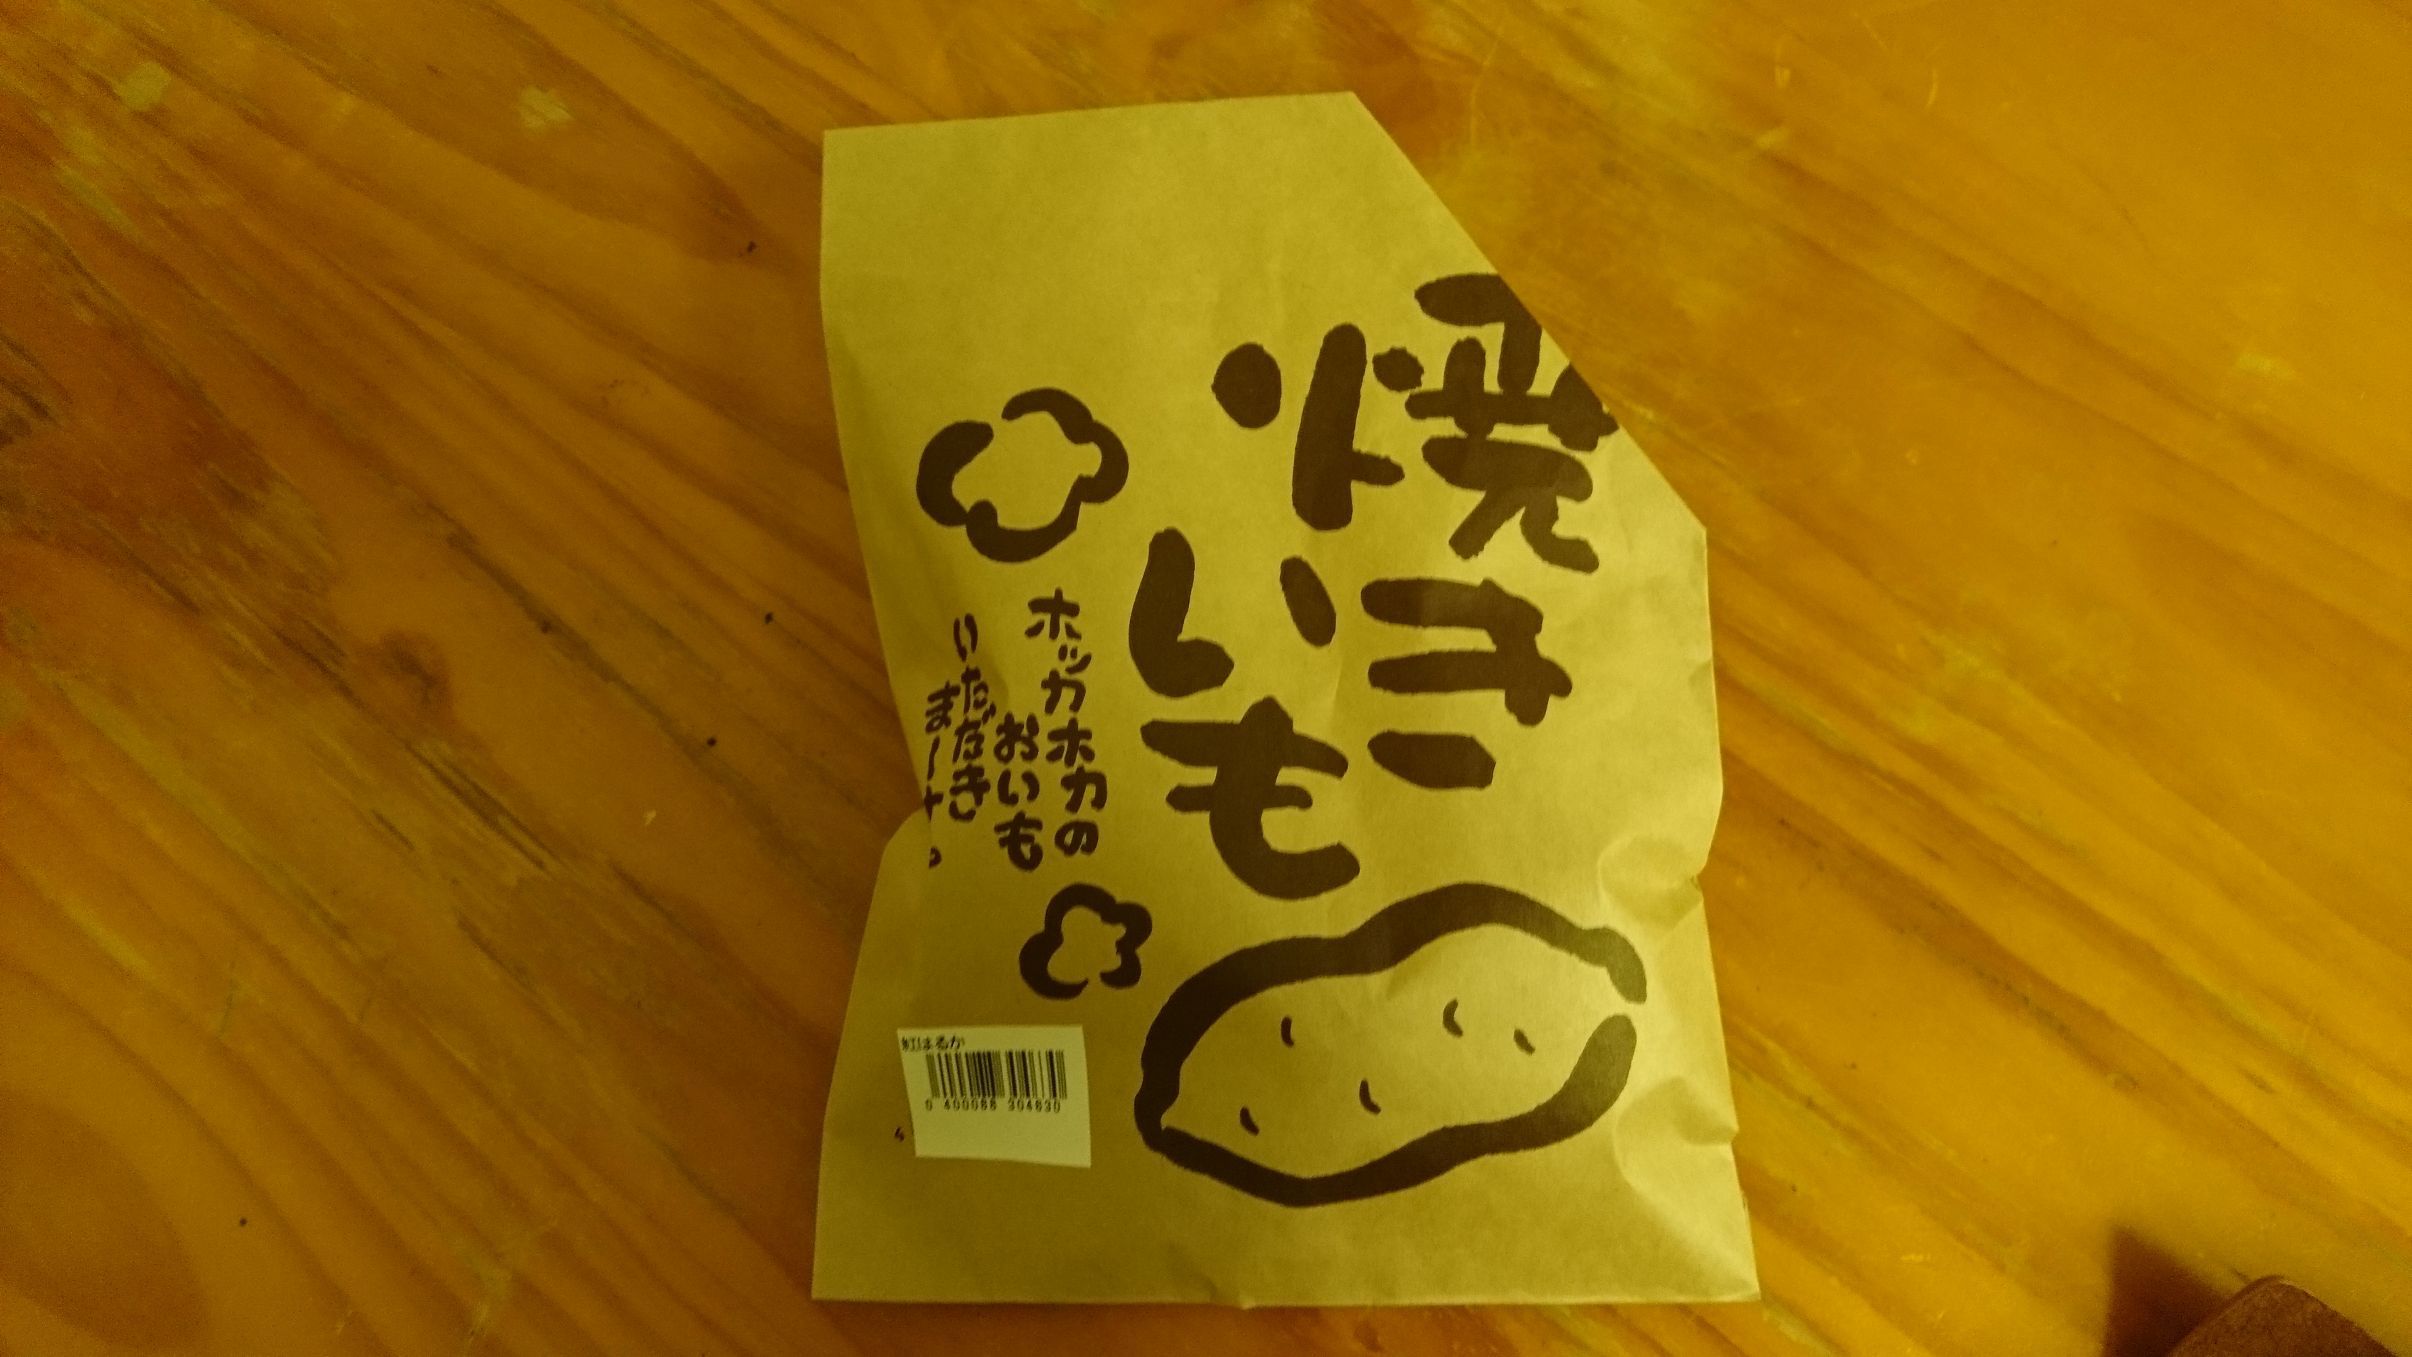 焼き
いも
ホッカホカの
おいも
いただき
まーす。
紅はるか
0 400088 304830